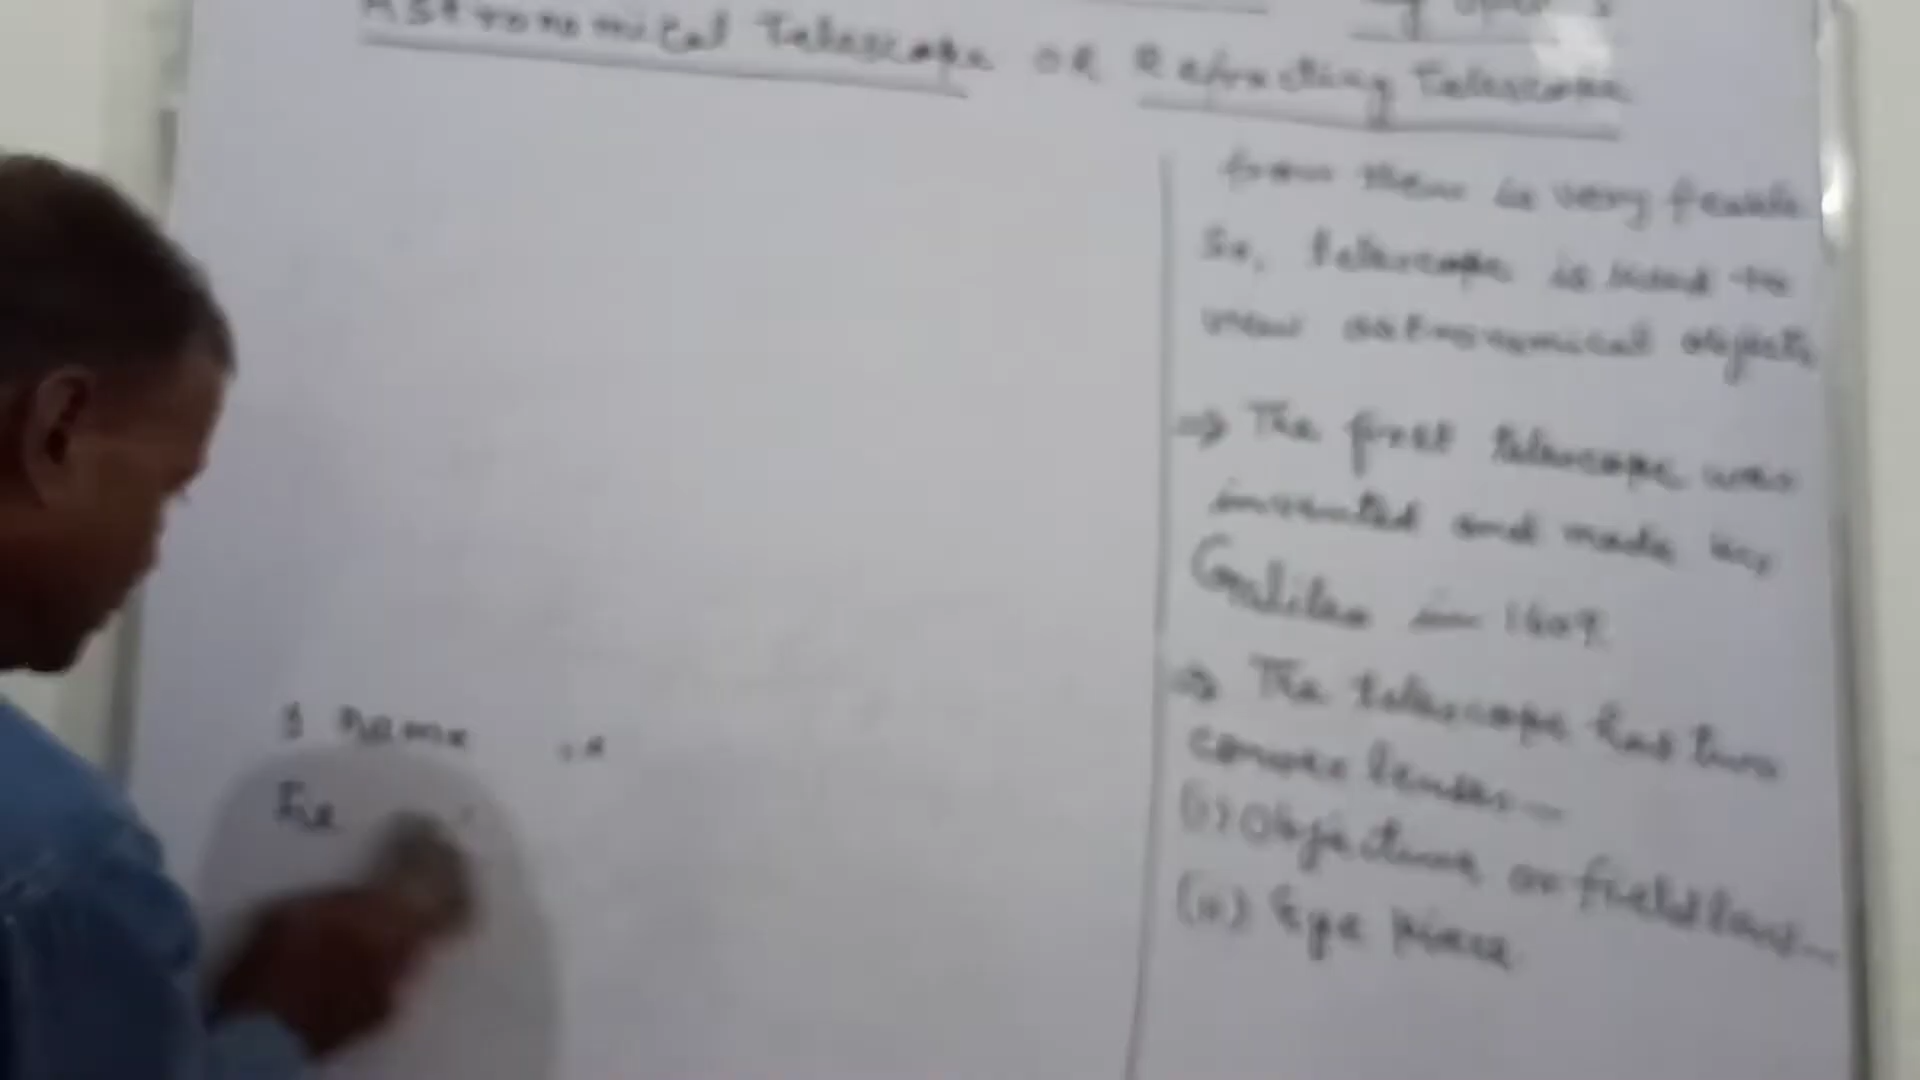 Astronomical Telescope OR Refracting Telescope
from them is very feeble
So, telescope is used to
view astronomical objects
⇒ The first telescope was
invented and made by
Galileo in 1609.
⇒ The telescope has two
convex lenses—
(i) Objective or field lens—
(ii) Eye piece
name